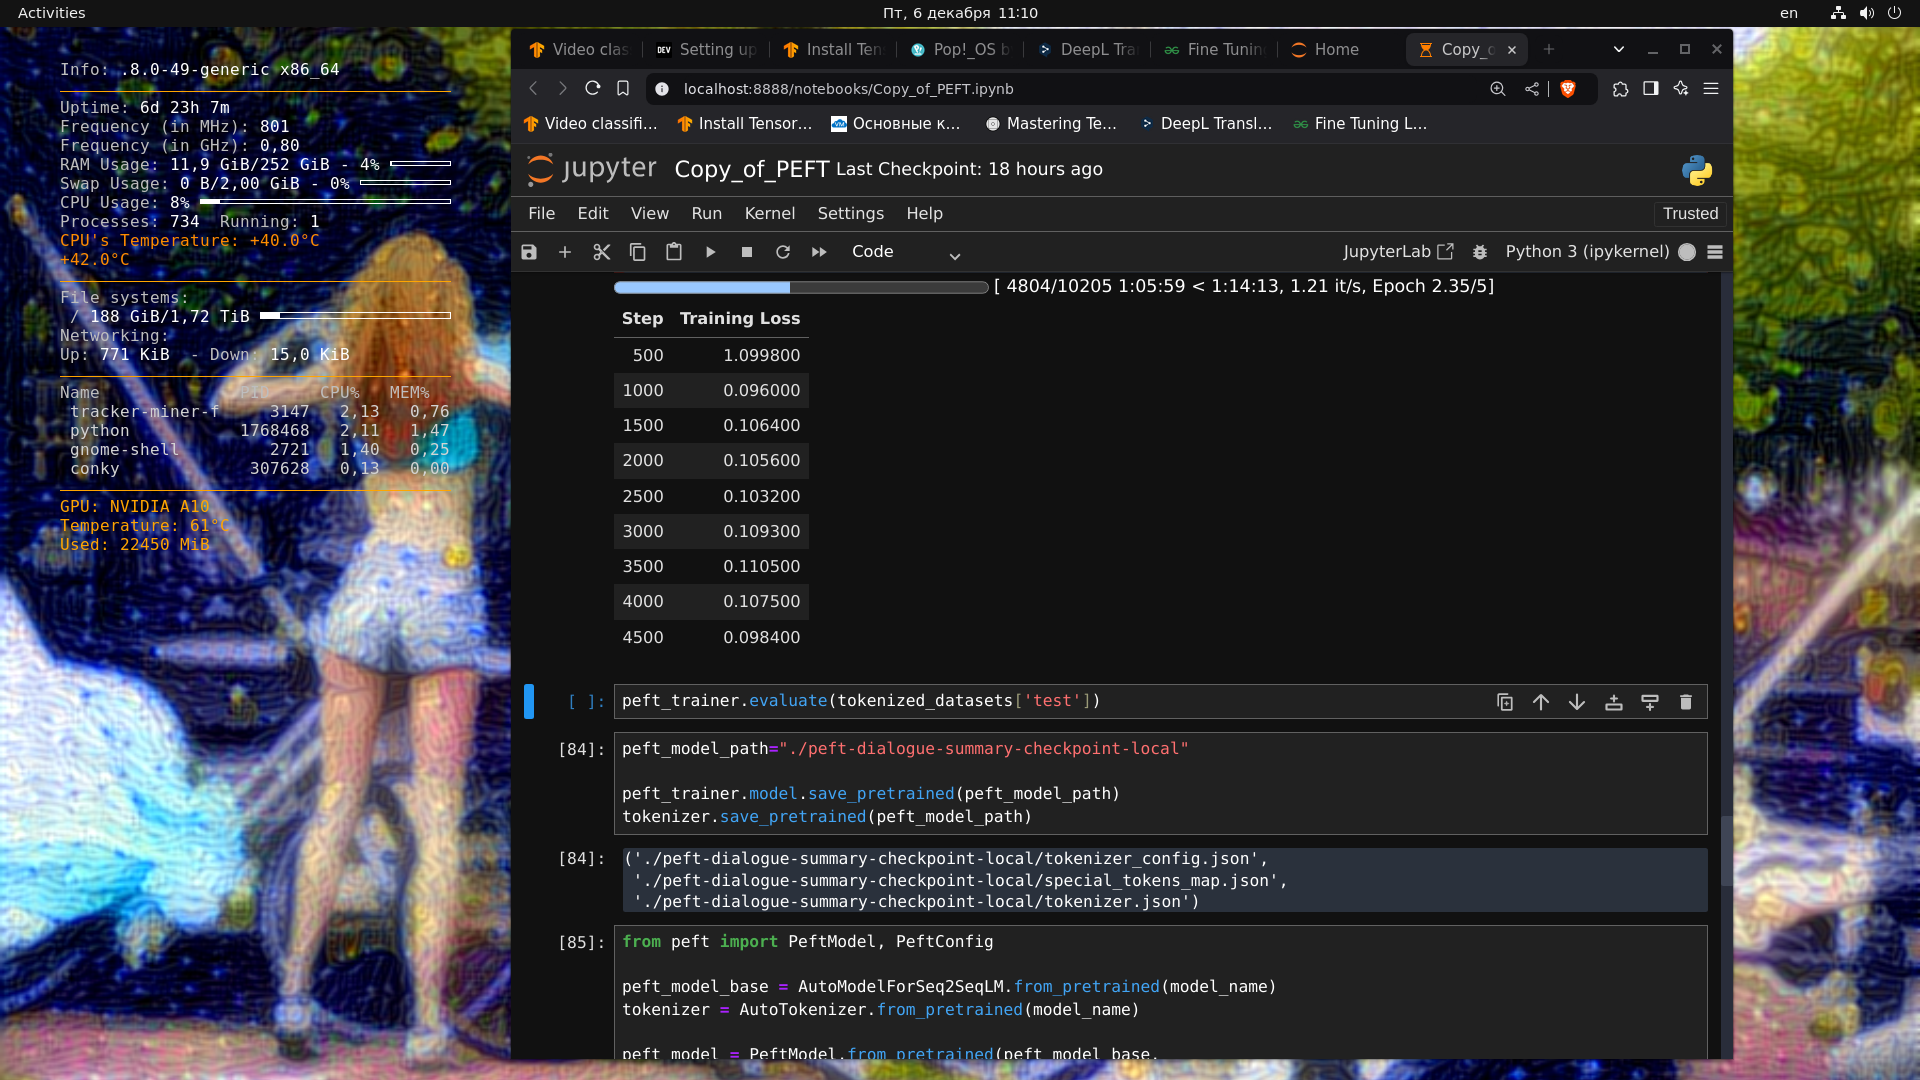 Activities
Пт, 6 декабря 11:10
en
Info: .8.0-49-generic x86_64
Uptime: 6d 23h 7m
Frequency (in MHz): 801
Frequency (in GHz): 0,80
RAM Usage: 11,9 GiB/252 GiB - 4%
Swap Usage: 0 B/2,00 GiB - 0%
CPU Usage: 8%
Processes: 734 Running: 1
CPU's Temperature: +40.0°C
+42.0°C
File systems:
/ 188 GiB/1,72 TiB
Networking:
Up: 771 KiB - Down: 15,0 KiB
Name PID CPU% MEM%
tracker-miner-f 3147 2,13 0,76
python 1768468 2,11 1,47
gnome-shell 2721 1,40 0,25
conky 307628 0,13 0,00
GPU: NVIDIA A10
Temperature: 61°C
Used: 22450 MiB
Video clas
DEV Setting up
Install Ten
Pop!_OS b
DeepL Tra
Fine Tunin
Home
Copy_o
localhost:8888/notebooks/Copy_of_PEFT.ipynb
Video classifi...
Install Tensor...
Основные к...
Mastering Te...
DeepL Transl...
Fine Tuning L...
jupyter Copy_of_PEFT Last Checkpoint: 18 hours ago
File Edit View Run Kernel Settings Help
Trusted
Code
JupyterLab
Python 3 (ipykernel)
[ 4804/10205 1:05:59 < 1:14:13, 1.21 it/s, Epoch 2.35/5]
Step Training Loss
500 1.099800
1000 0.096000
1500 0.106400
2000 0.105600
2500 0.103200
3000 0.109300
3500 0.110500
4000 0.107500
4500 0.098400
[ ]: peft_trainer.evaluate(tokenized_datasets['test'])
[84]: peft_model_path="./peft-dialogue-summary-checkpoint-local"
peft_trainer.model.save_pretrained(peft_model_path)
tokenizer.save_pretrained(peft_model_path)
[84]: ('./peft-dialogue-summary-checkpoint-local/tokenizer_config.json',
'./peft-dialogue-summary-checkpoint-local/special_tokens_map.json',
'./peft-dialogue-summary-checkpoint-local/tokenizer.json')
[85]: from peft import PeftModel, PeftConfig
peft_model_base = AutoModelForSeq2SeqLM.from_pretrained(model_name)
tokenizer = AutoTokenizer.from_pretrained(model_name)
peft_model = PeftModel.from_pretrained(peft_model_base,